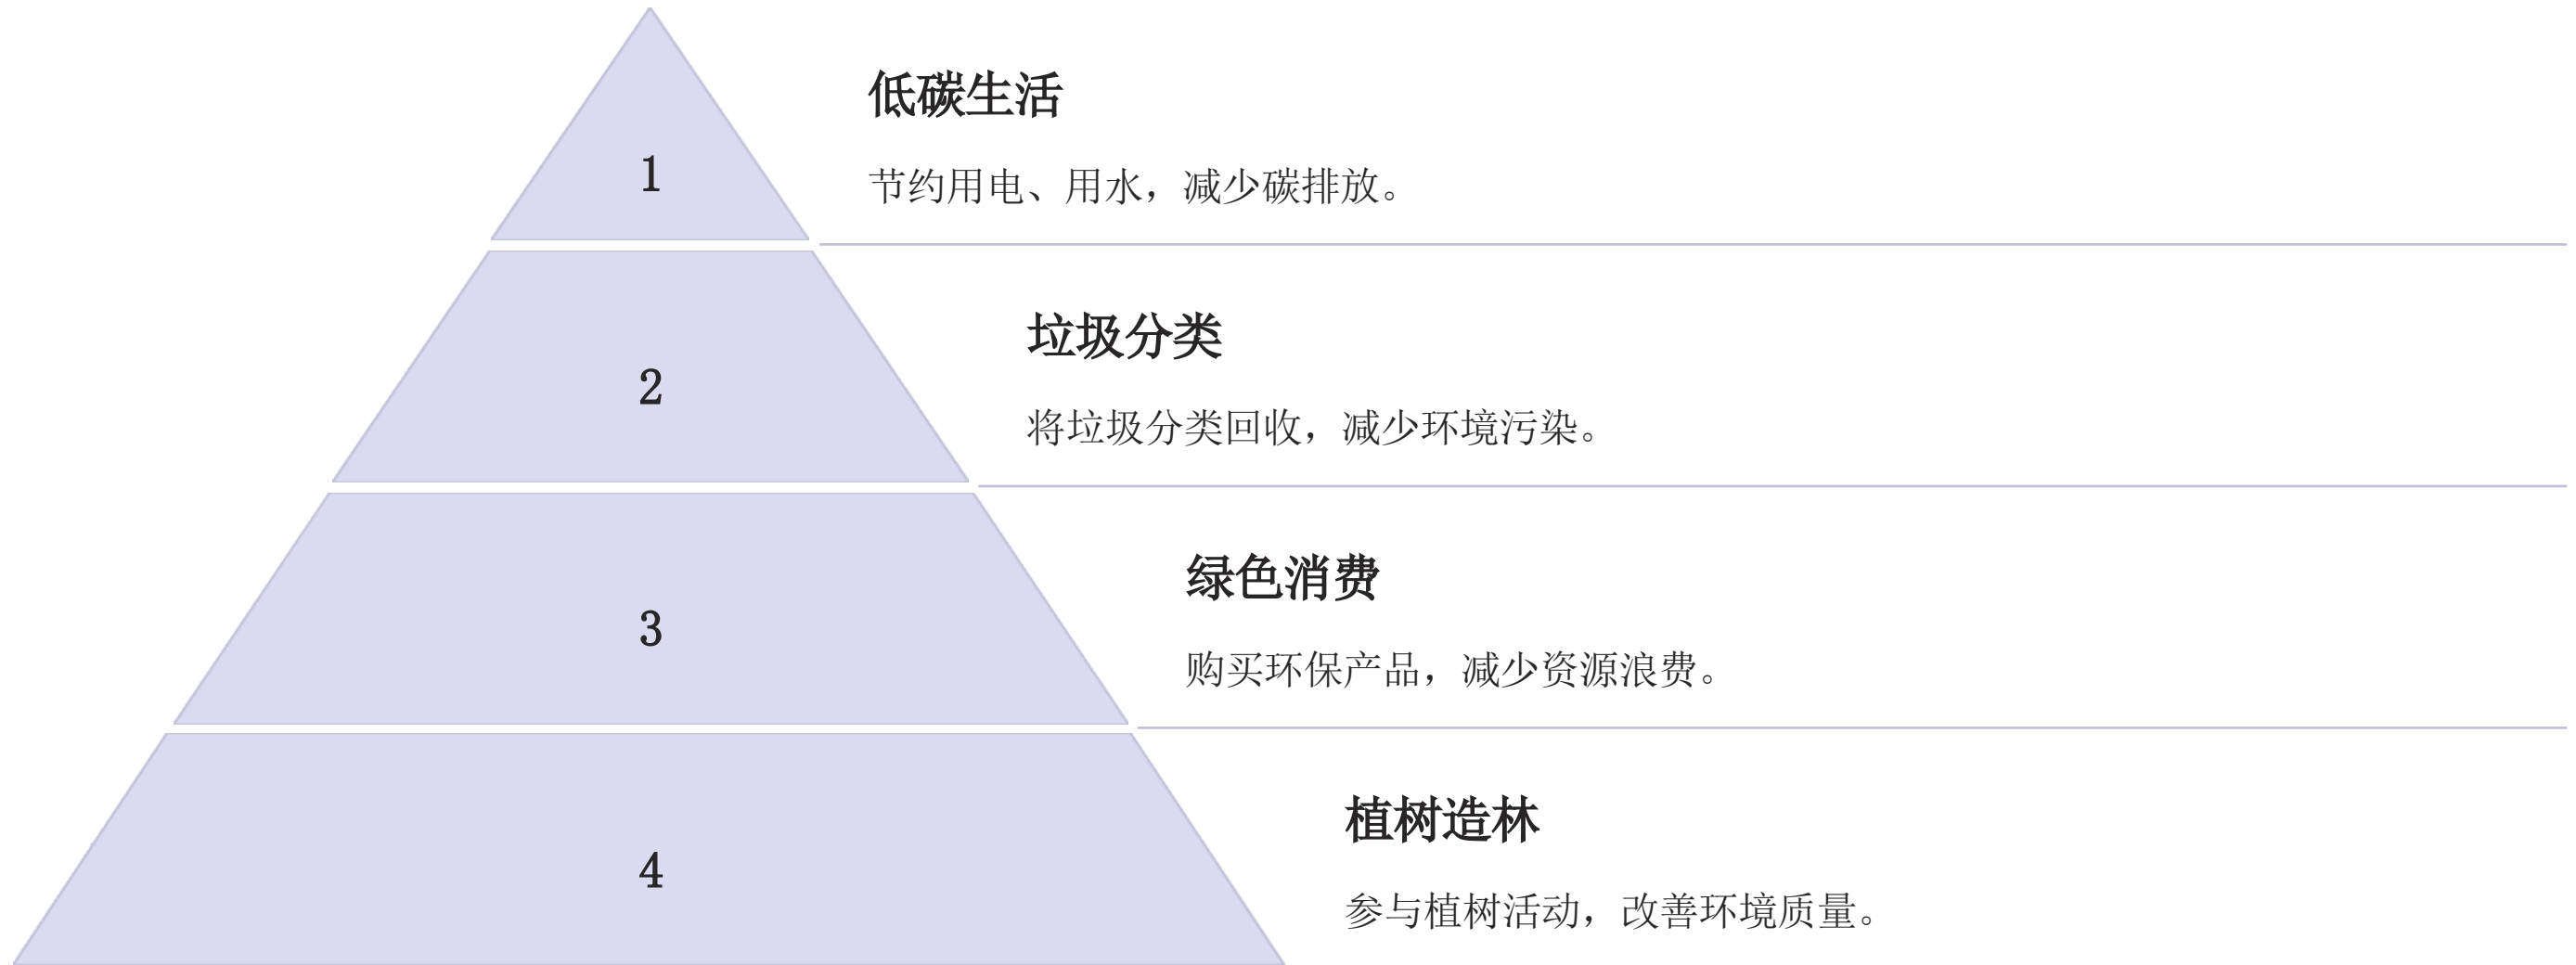 1
低碳生活
节约用电、用水，减少碳排放。
2
垃圾分类
将垃圾分类回收，减少环境污染。
3
绿色消费
购买环保产品，减少资源浪费。
4
植树造林
参与植树活动，改善环境质量。